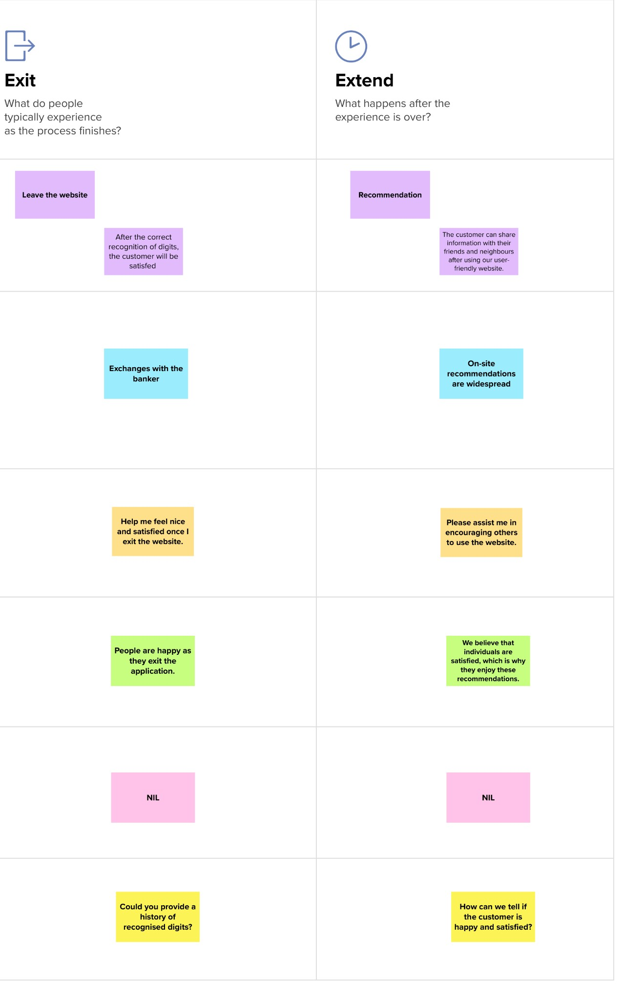 Exit
What do people
typically experience
as the process finishes?
Extend
What happens after the
experience is over?
Leave the website
After the correct
recognition of digits,
the customer will be
satisfed
Recommendation
The customer can share
information with their
friends and neighbours
after using our user-
friendly website.
Exchanges with the
banker
On-site
recommendations
are widespread
Help me feel nice
and satisfied once I
exit the website.
Please assist me in
encouraging others
to use the website.
People are happy as
they exit the
application.
We believe that
individuals are
satisfied, which is why
they enjoy these
recommendations.
NIL
NIL
Could you provide a
history of
recognised digits?
How can we tell if
the customer is
happy and satisfied?